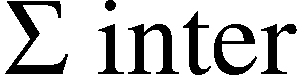 Σ inter